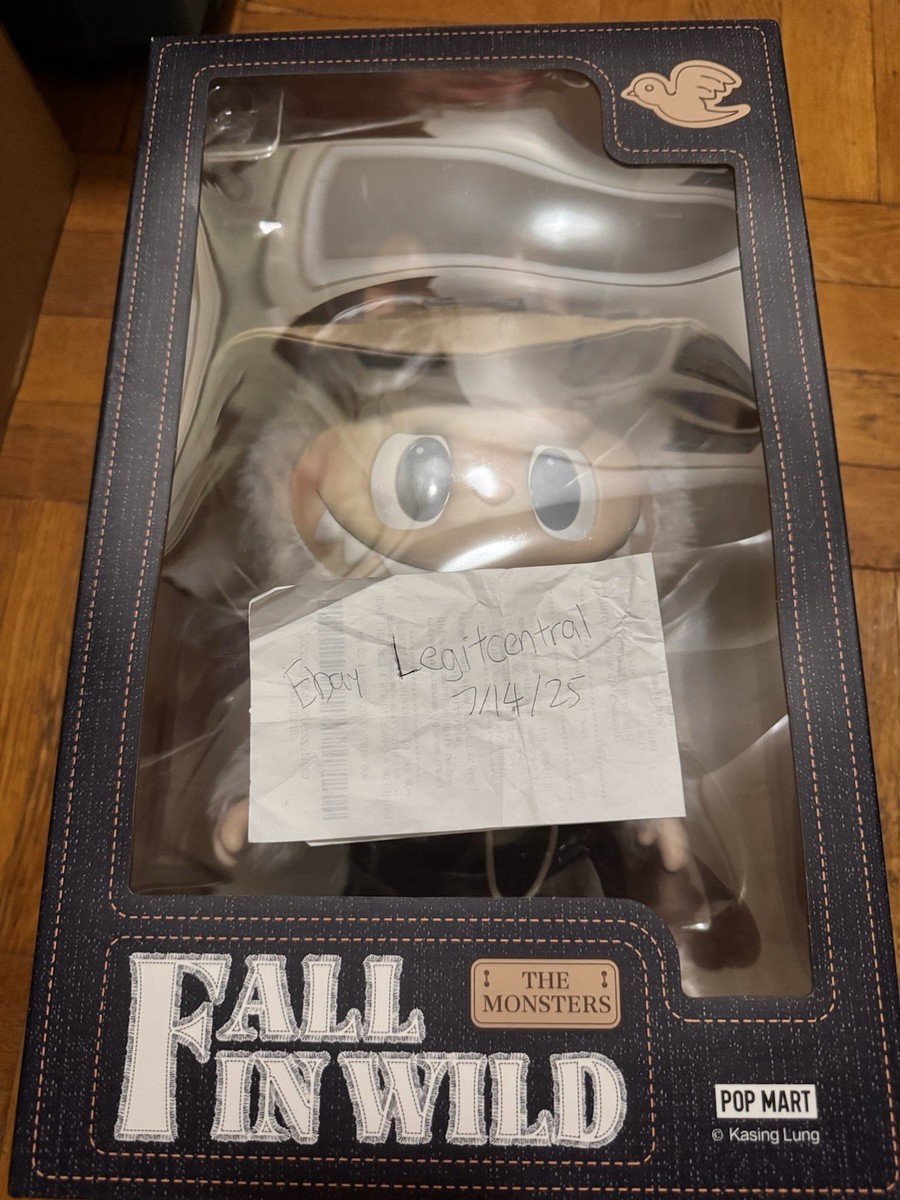 Ebay Legitcentral
7/14/25
FALL
IN WILD
THE
MONSTERS
POP MART
© Kasing Lung